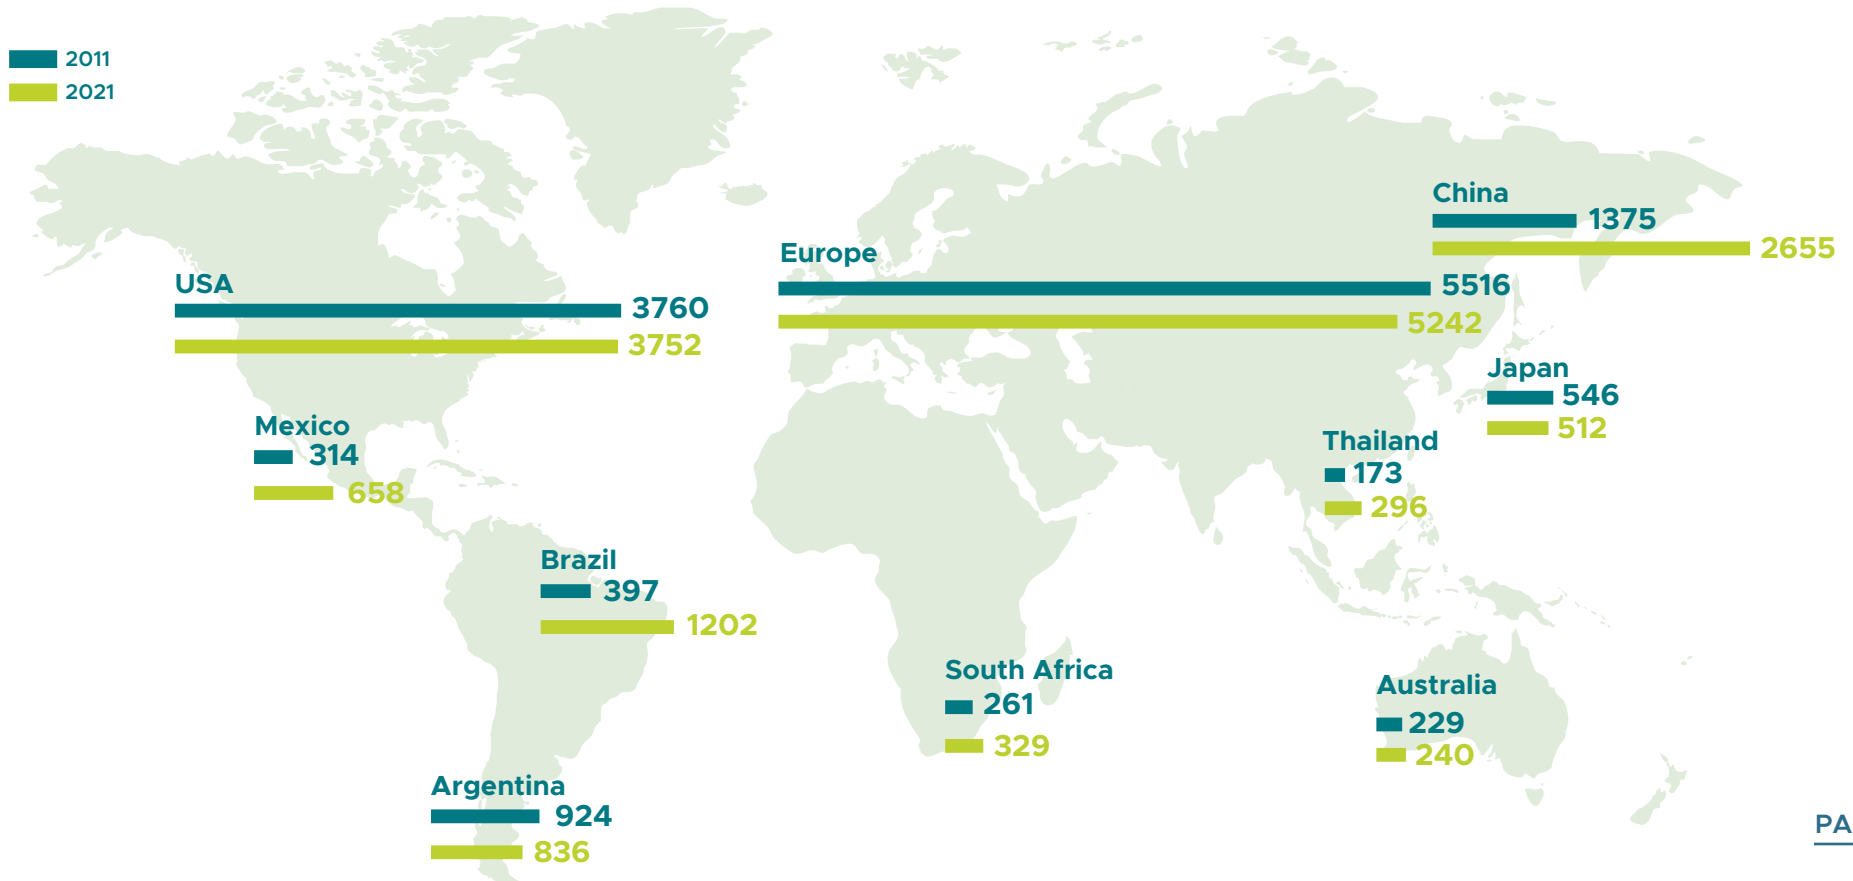 2011
2021
China
1375
2655
Europe
5516
5242
USA
3760
3752
Japan
546
512
Mexico
314
658
Thailand
173
296
Brazil
397
1202
South Africa
261
329
Australia
229
240
Argentina
924
836
PA